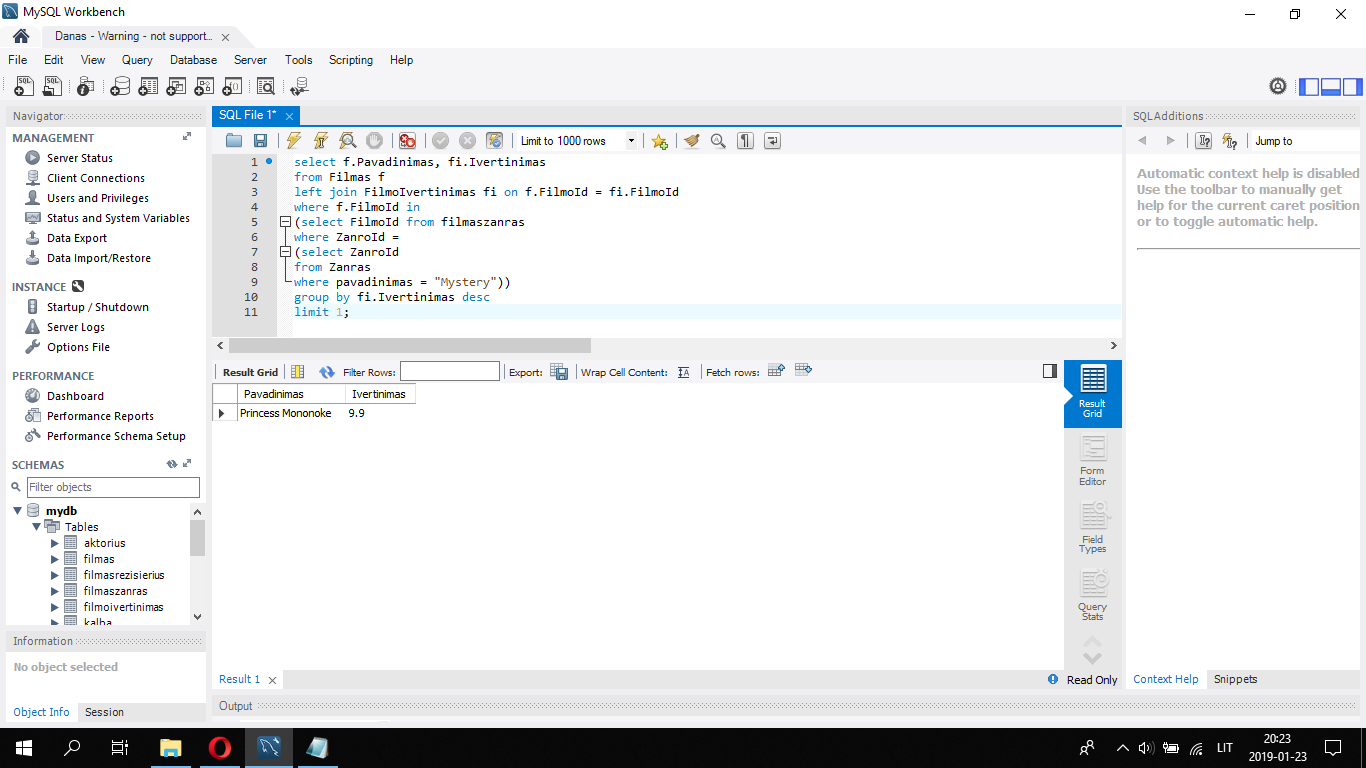 MySQL Workbench
Danas - Warning - not support...
File Edit View Query Database Server Tools Scripting Help
Navigator
MANAGEMENT
Server Status
Client Connections
Users and Privileges
Status and System Variables
Data Export
Data Import/Restore
INSTANCE
Startup / Shutdown
Server Logs
Options File
PERFORMANCE
Dashboard
Performance Reports
Performance Schema Setup
SCHEMAS
Filter objects
mydb
Tables
aktorius
filmas
filmasrezisierius
filmaszanras
filmoivertinimas
kalba
Information
No object selected
Object Info Session
SQL File 1*
Limit to 1000 rows
1 select f.Pavadinimas, fi.Ivertinimas
2 from Filmas f
3 left join FilmoIvertinimas fi on f.FilmoId = fi.FilmoId
4 where f.FilmoId in
5 (select FilmoId from filmaszanras
6 where ZanroId =
7 (select ZanroId
8 from Zanras
9 where pavadinimas = "Mystery"))
10 group by fi.Ivertinimas desc
11 limit 1;
Result Grid Filter Rows: Export: Wrap Cell Content: Fetch rows:
Pavadinimas Ivertinimas
Princess Mononoke 9.9
Result
Grid
Form
Editor
Field
Types
Query
Stats
Result 1
Read Only
Output
SQLAdditions
Jump to
Automatic context help is disabled
Use the toolbar to manually get
help for the current caret position
or to toggle automatic help.
Context Help Snippets
LIT
20:23
2019-01-23